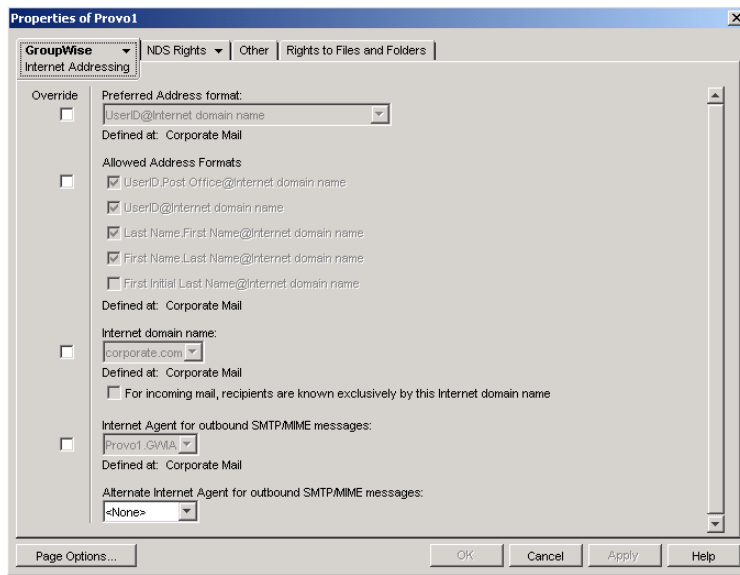 Properties of Provo1
GroupWise NDS Rights Other Rights to Files and Folders
Internet Addressing
Override Preferred Address format:
UserID@Internet domain name
Defined at: Corporate Mail
Allowed Address Formats
UserID.Post Office@Internet domain name
UserID@Internet domain name
Last Name.First Name@Internet domain name
First Name.Last Name@Internet domain name
First Initial Last Name@Internet domain name
Defined at: Corporate Mail
Internet domain name:
corporate.com
Defined at: Corporate Mail
For incoming mail, recipients are known exclusively by this Internet domain name
Internet Agent for outbound SMTP/MIME messages:
Provo1.GWIA
Defined at: Corporate Mail
Alternate Internet Agent for outbound SMTP/MIME messages:
<None>
Page Options... OK Cancel Apply Help